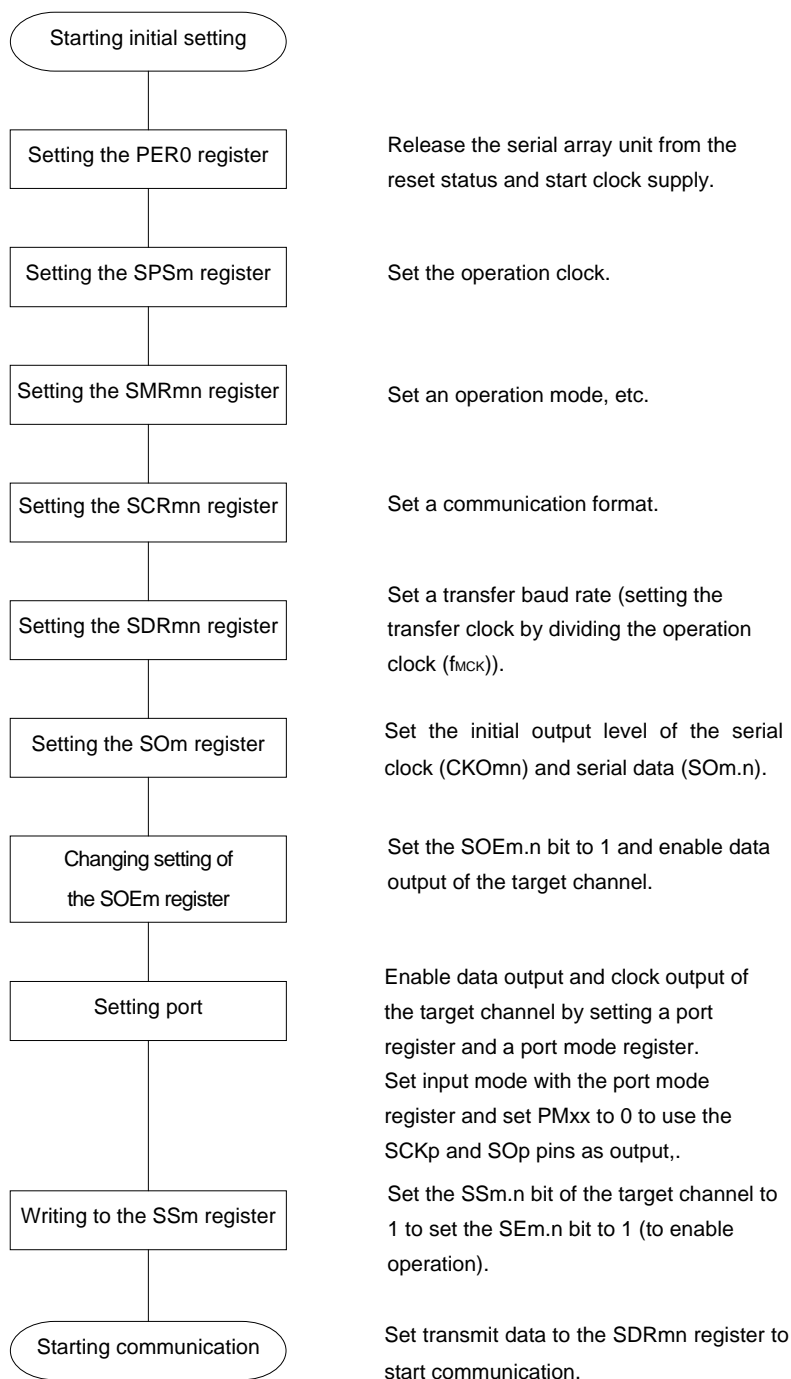 Starting initial setting
Setting the PER0 register
Release the serial array unit from the
reset status and start clock supply.
Setting the SPSm register
Set the operation clock.
Setting the SMRmn register
Set an operation mode, etc.
Setting the SCRmn register
Set a communication format.
Setting the SDRmn register
Set a transfer baud rate (setting the
transfer clock by dividing the operation
clock (fMCK)).
Setting the SOm register
Set the initial output level of the serial
clock (CKOmn) and serial data (SOm.n).
Changing setting of
the SOEm register
Set the SOEm.n bit to 1 and enable data
output of the target channel.
Setting port
Enable data output and clock output of
the target channel by setting a port
register and a port mode register.
Set input mode with the port mode
register and set PMxx to 0 to use the
SCKp and SOp pins as output,.
Writing to the SSm register
Set the SSm.n bit of the target channel to
1 to set the SEm.n bit to 1 (to enable
operation).
Starting communication
Set transmit data to the SDRmn register to
start communication.